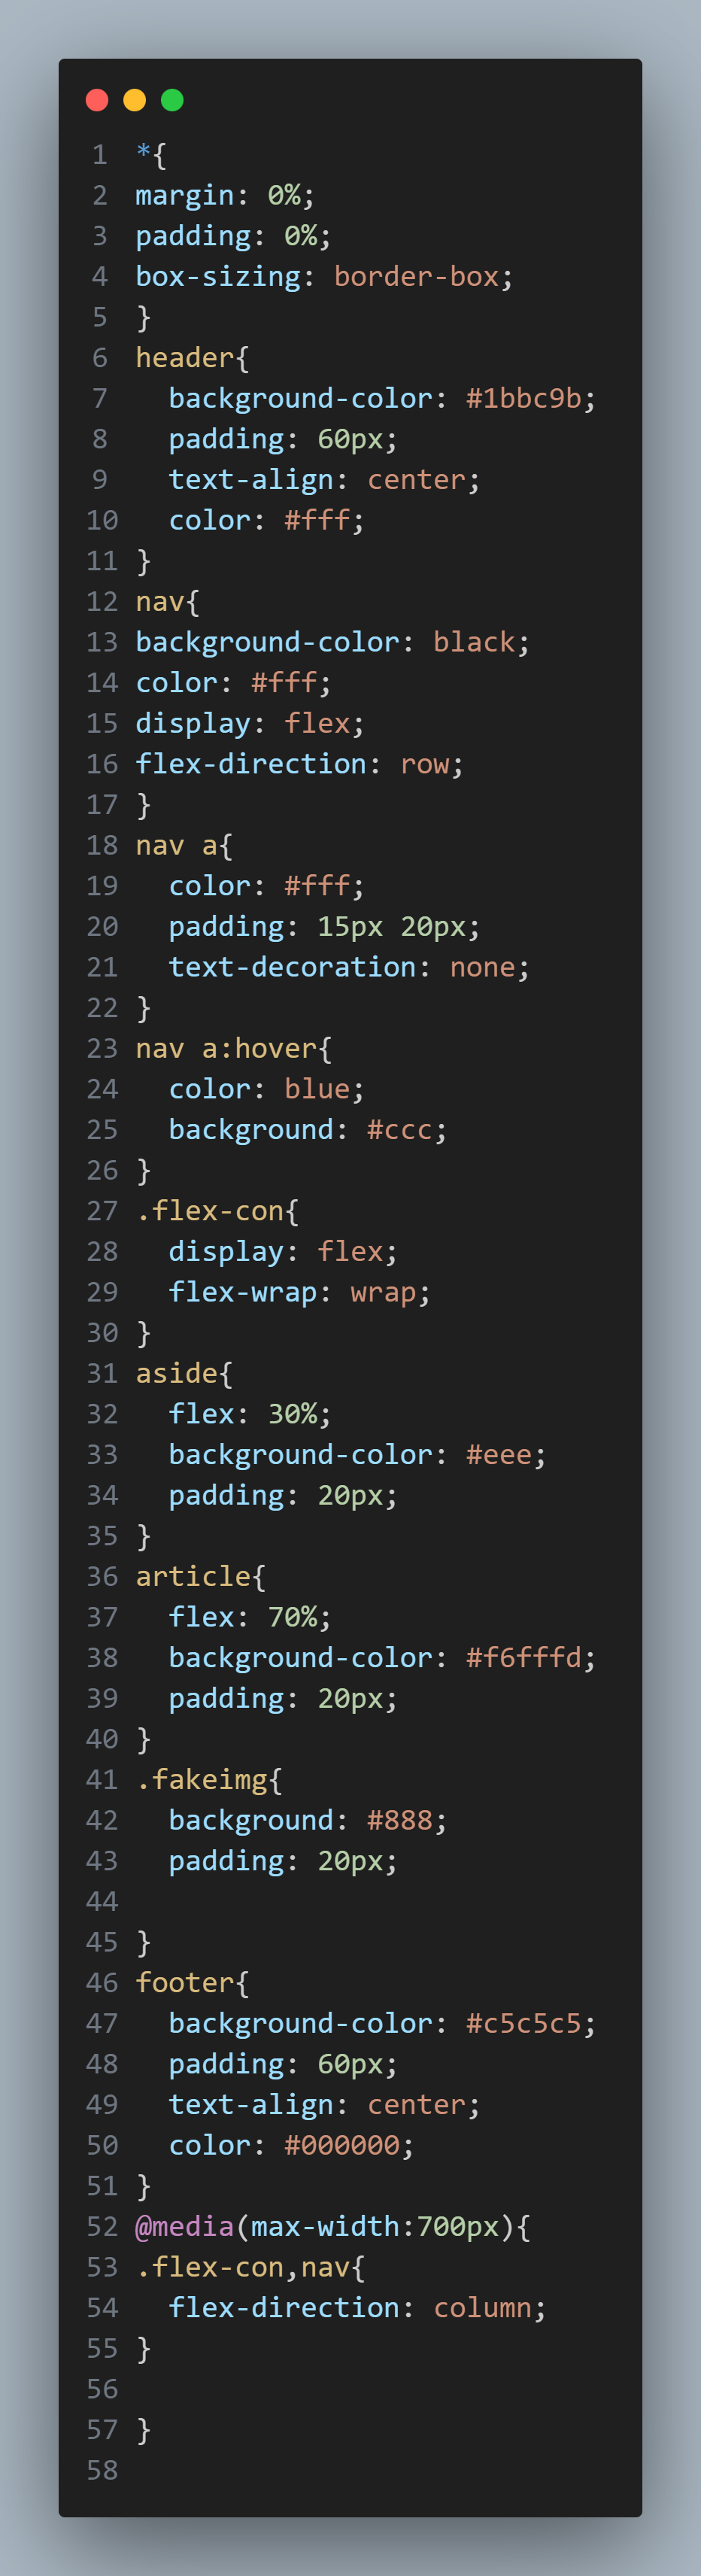 1 *{
2 margin: 0%;
3 padding: 0%;
4 box-sizing: border-box;
5 }
6 header{
7   background-color: #1bbc9b;
8   padding: 60px;
9   text-align: center;
10   color: #fff;
11 }
12 nav{
13 background-color: black;
14 color: #fff;
15 display: flex;
16 flex-direction: row;
17 }
18 nav a{
19   color: #fff;
20   padding: 15px 20px;
21   text-decoration: none;
22 }
23 nav a:hover{
24   color: blue;
25   background: #ccc;
26 }
27 .flex-con{
28   display: flex;
29   flex-wrap: wrap;
30 }
31 aside{
32   flex: 30%;
33   background-color: #eee;
34   padding: 20px;
35 }
36 article{
37   flex: 70%;
38   background-color: #f6fffd;
39   padding: 20px;
40 }
41 .fakeimg{
42   background: #888;
43   padding: 20px;
44
45 }
46 footer{
47   background-color: #c5c5c5;
48   padding: 60px;
49   text-align: center;
50   color: #000000;
51 }
52 @media(max-width:700px){
53 .flex-con,nav{
54   flex-direction: column;
55 }
56
57 }
58